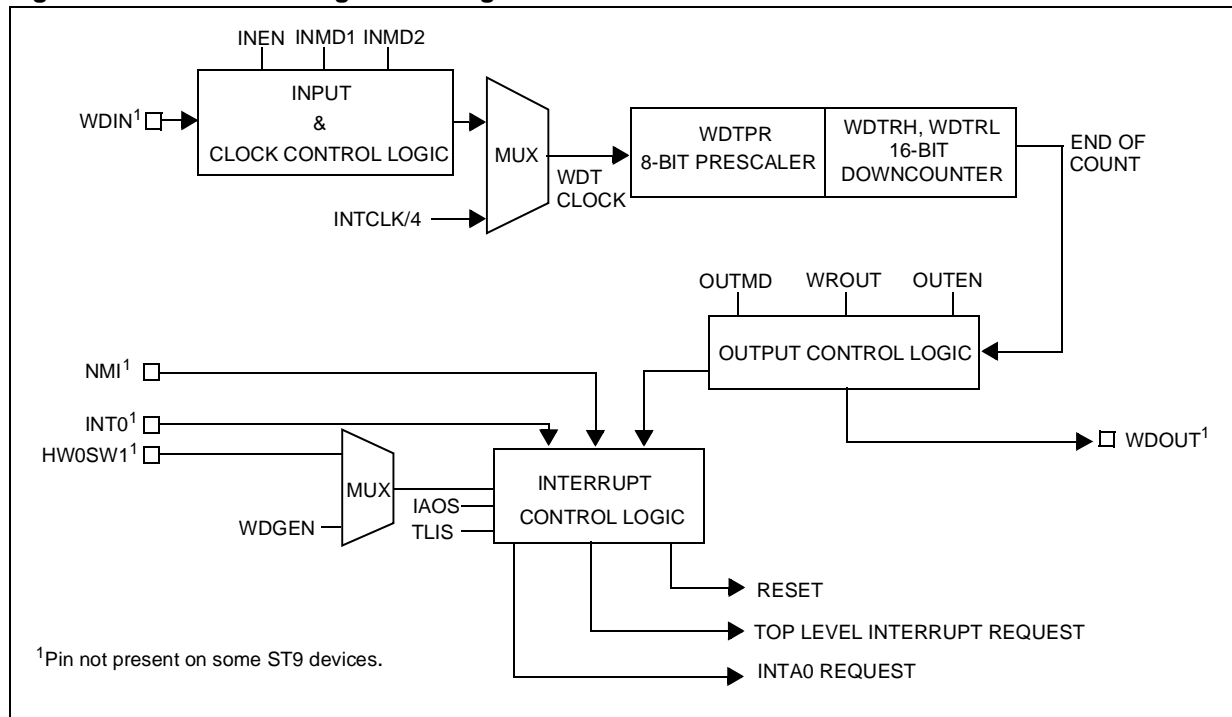 INEN INMD1 INMD2
INPUT
&
CLOCK CONTROL LOGIC
WDIN¹
MUX
WDT
CLOCK
INTCLK/4
WDTPR
8-BIT PRESCALER
WDTRH, WDTRL
16-BIT
DOWNCOUNTER
END OF
COUNT
OUTMD WROUT OUTEN
OUTPUT CONTROL LOGIC
NMI¹
INT0¹
HW0SW1¹
MUX
WDGEN
IAOS
TLIS
INTERRUPT
CONTROL LOGIC
WDOUT¹
RESET
TOP LEVEL INTERRUPT REQUEST
INTA0 REQUEST
¹Pin not present on some ST9 devices.